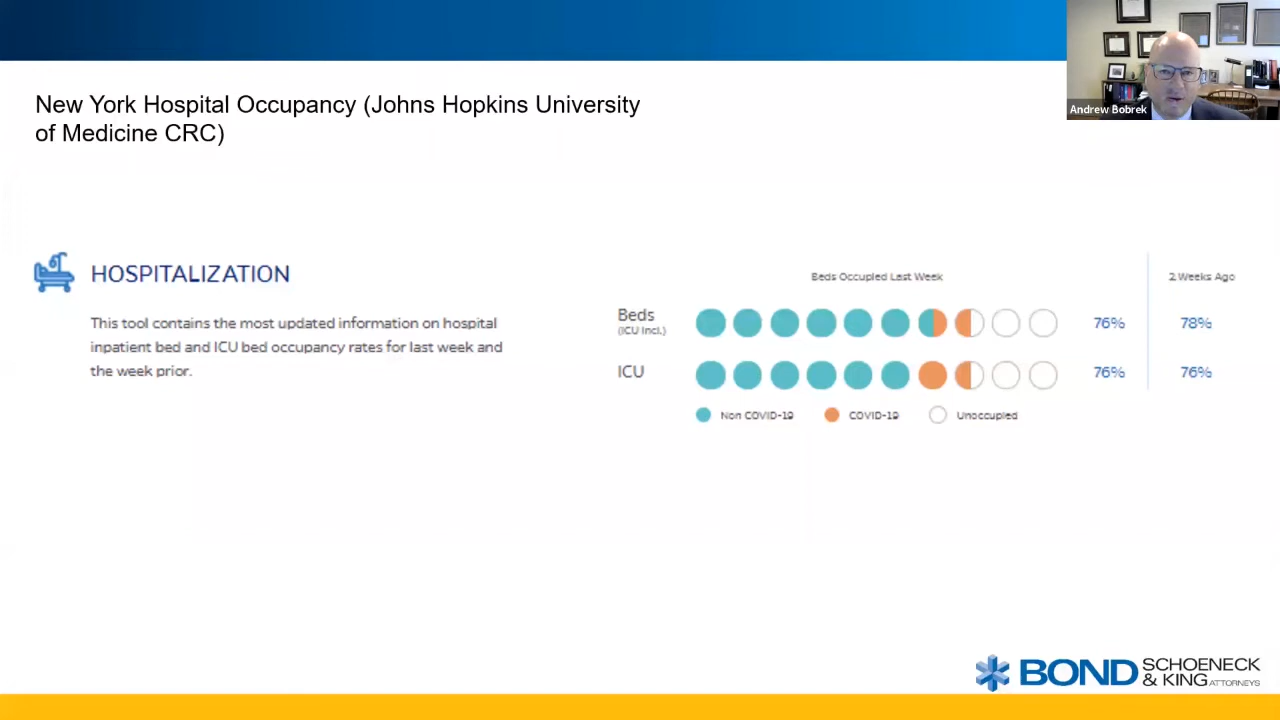 Andrew Bobrek
New York Hospital Occupancy (Johns Hopkins University
of Medicine CRC)
HOSPITALIZATION
This tool contains the most updated information on hospital
inpatient bed and ICU bed occupancy rates for last week and
the week prior.
Beds Occupied Last Week
2 Weeks Ago
Beds
(ICU Incl.)
76%
78%
ICU
76%
76%
Non COVID-19
COVID-19
Unoccupied
BOND SCHOENECK
& KING ATTORNEYS